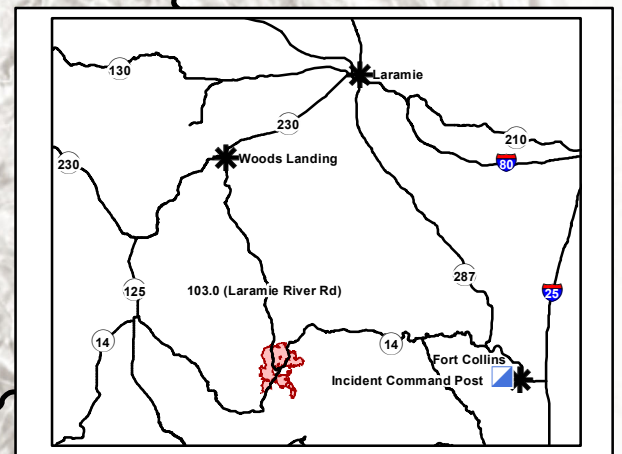 130
Laramie
230
210
80
230
Woods Landing
287
125
103.0 (Laramie River Rd)
25
14
14
Fort Collins
Incident Command Post